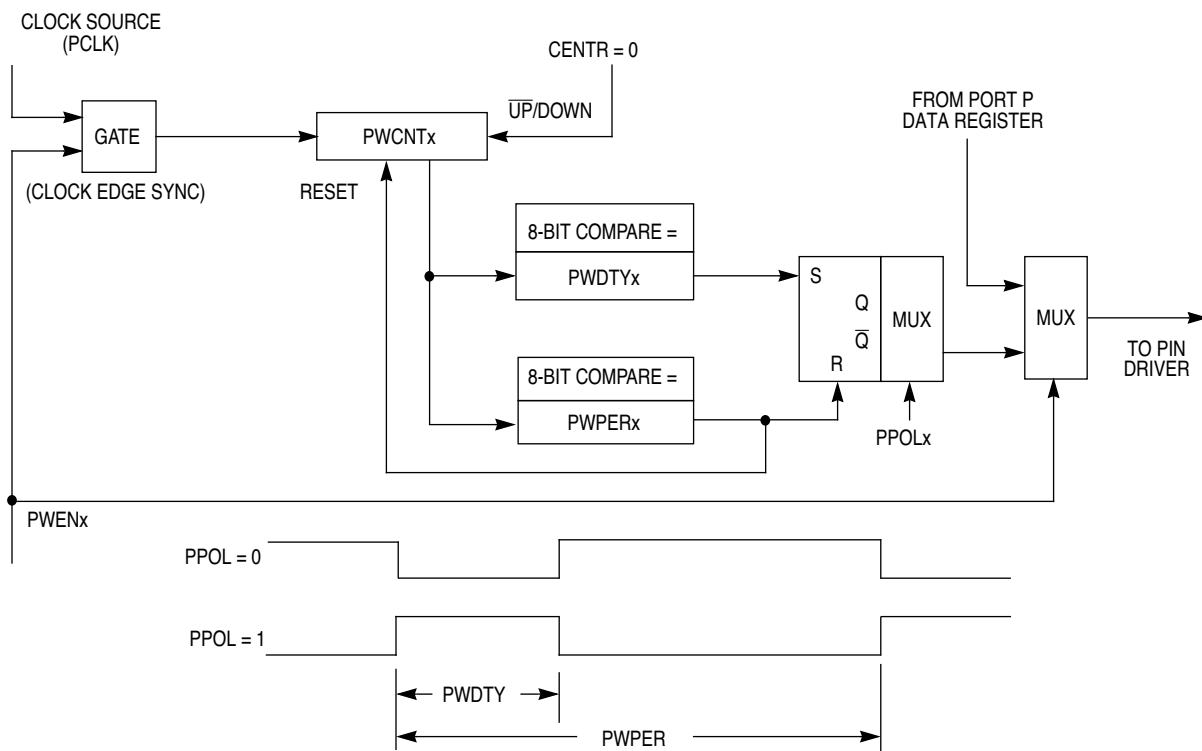 CLOCK SOURCE
(PCLK)
CENTR = 0
U̅P̅/DOWN
FROM PORT P
DATA REGISTER
GATE
PWCNTx
(CLOCK EDGE SYNC)
RESET
8-BIT COMPARE =
PWDTYx
S
Q
Q̅
R
MUX
MUX
TO PIN
DRIVER
8-BIT COMPARE =
PWPERx
PPOLx
PWENx
PPOL = 0
PPOL = 1
PWDTY
PWPER